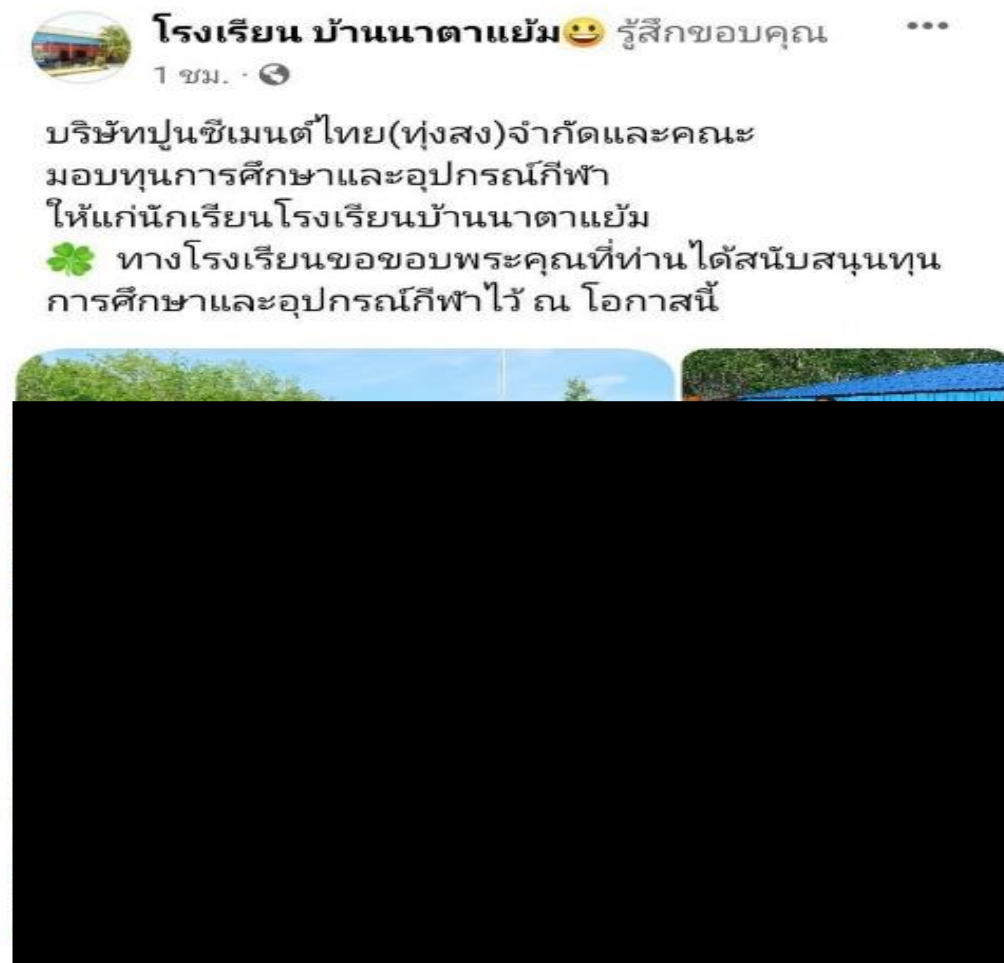 โรงเรียน บ้านนาตาแย้ม😀 รู้สึกขอบคุณ
1 ชม. ·
บริษัทปูนซีเมนต์ไทย(ทุ่งสง)จำกัดและคณะ
มอบทุนการศึกษาและอุปกรณ์กีฬา
ให้แก่นักเรียนโรงเรียนบ้านนาตาแย้ม
🍀 ทางโรงเรียนขอขอบพระคุณที่ท่านได้สนับสนุนทุน
การศึกษาและอุปกรณ์กีฬาไว้ ณ โอกาสนี้